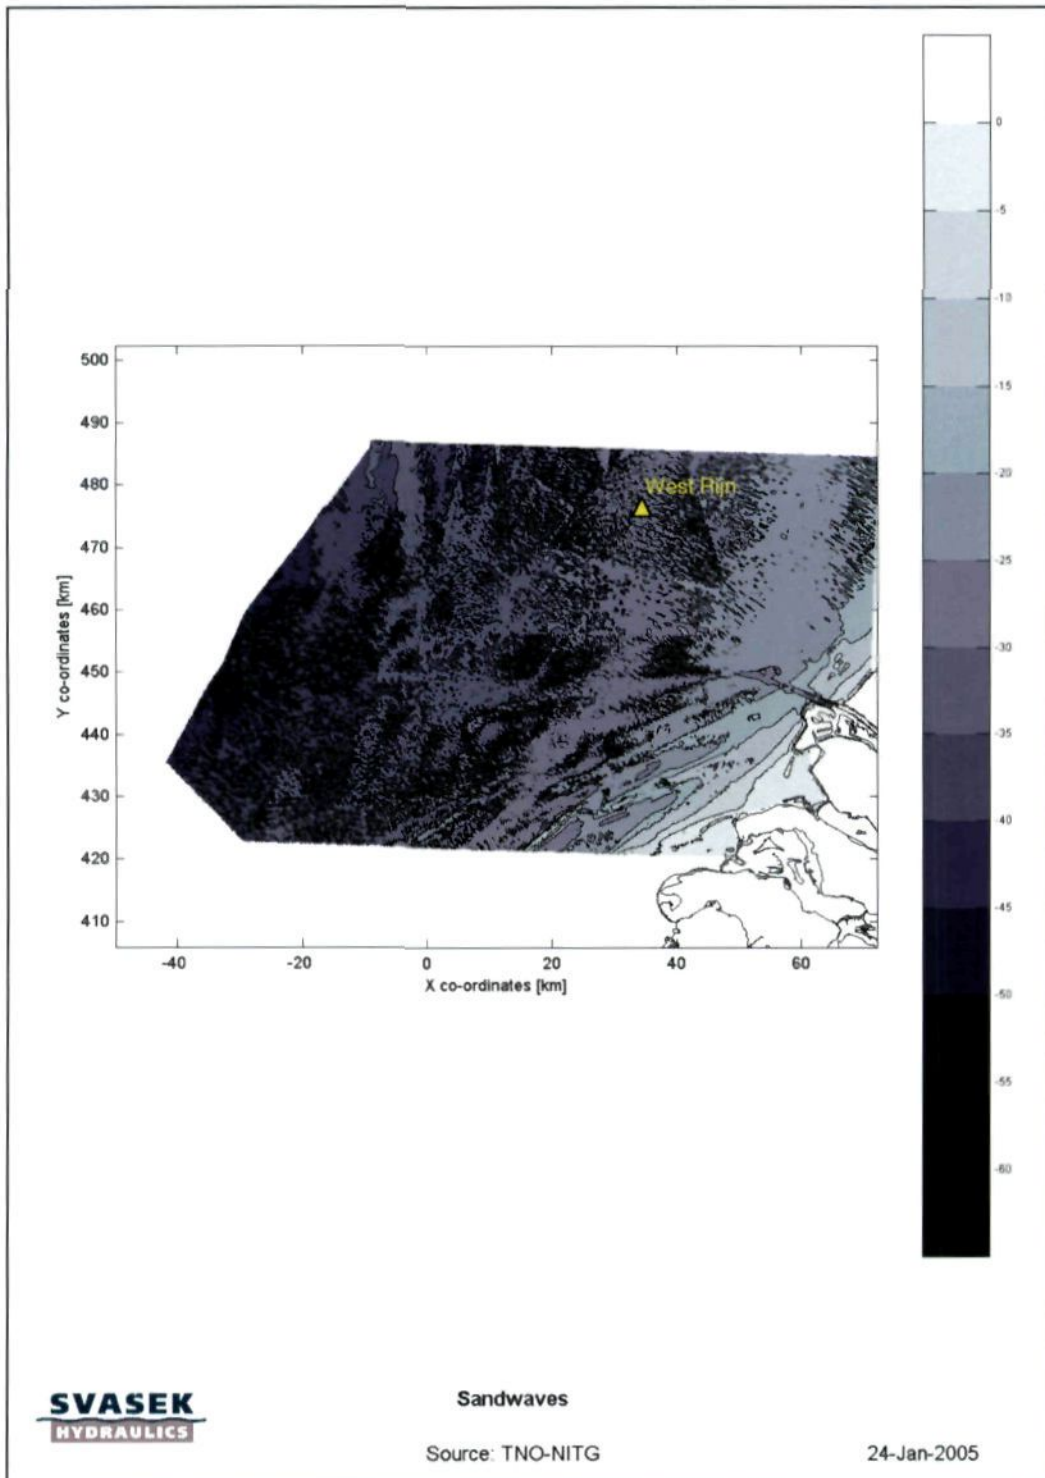 0
-5
-10
-15
-20
-25
-30
-35
-40
-45
-50
-55
-60
500
490
480
470
460
450
440
430
420
410
Y co-ordinates [km]
West Rijn
-40 -20 0 20 40 60
X co-ordinates [km]
SVASEK
HYDRAULICS
Sandwaves
Source: TNO-NITG
24-Jan-2005